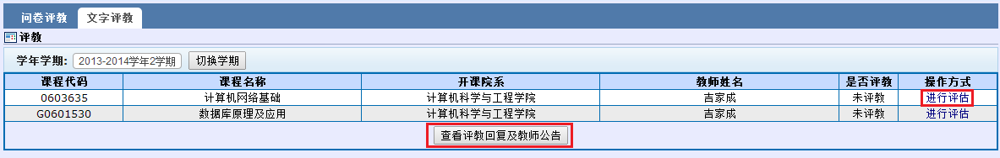 问卷评教 文字评教
评教
学年学期: 2013-2014学年2学期 切换学期
课程代码 课程名称 开课院系 教师姓名 是否评教 操作方式
0603635 计算机网络基础 计算机科学与工程学院 吉家成 未评教 进行评估
G0601530 数据库原理及应用 计算机科学与工程学院 吉家成 未评教 进行评估
查看评教回复及教师公告